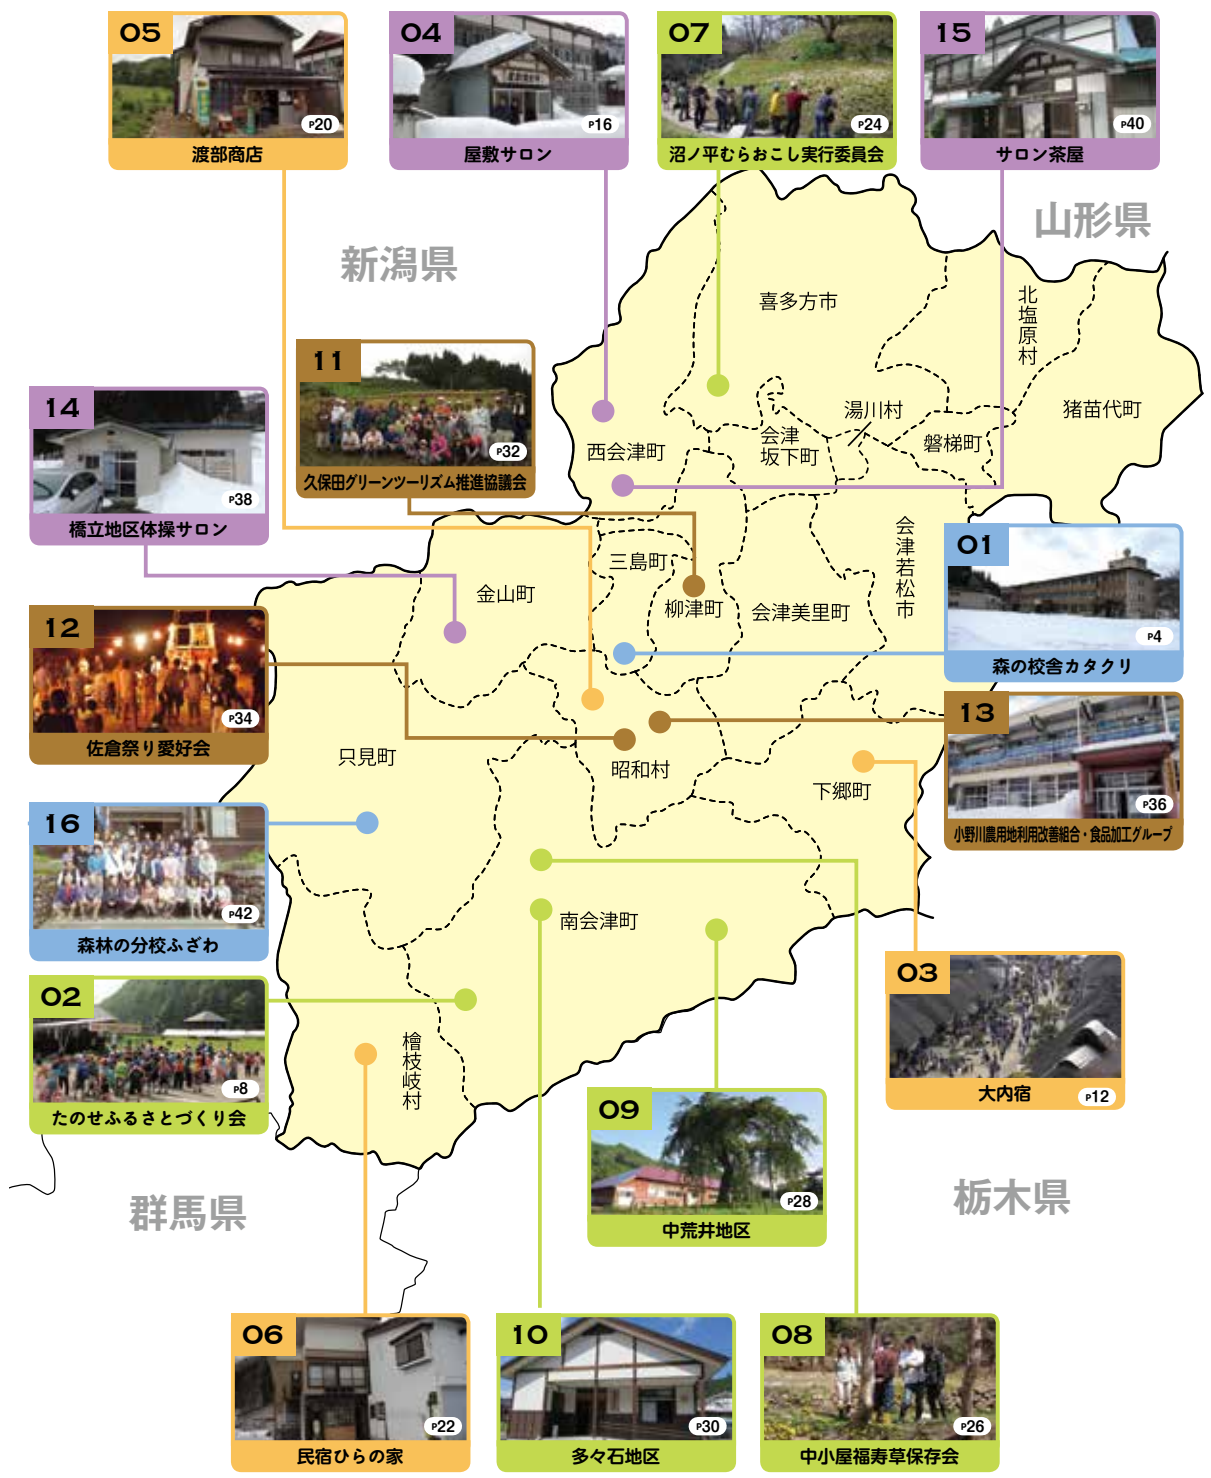 05
P20
渡部商店
04
P16
屋敷サロン
07
P24
沼ノ平むらおこし実行委員会
15
P40
サロン茶屋
山形県
新潟県
喜多方市
北塩原村
猪苗代町
湯川村
磐梯町
会津
坂下町
西会津町
11
P32
久保田グリーンツーリズム推進協議会
14
P38
橋立地区体操サロン
会津若松市
01
P4
森の校舎カタクリ
三島町
金山町
柳津町
会津美里町
12
P34
佐倉祭り愛好会
13
P36
小野川農用地利用改善組合・食品加工グループ
只見町
昭和村
下郷町
16
P42
森林の分校ふざわ
南会津町
03
大内宿
P12
02
P8
たのせふるさとづくり会
檜枝岐村
09
P28
中荒井地区
群馬県
栃木県
06
P22
民宿ひらの家
10
P30
多々石地区
08
P26
中小屋福寿草保存会